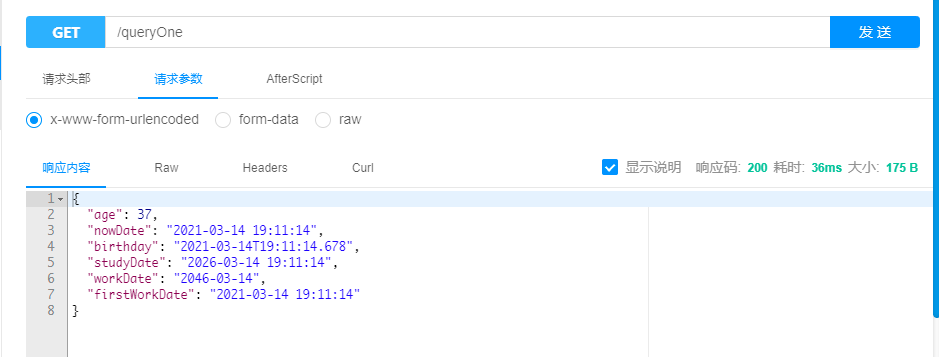 GET /queryOne 发 送
请求头部 请求参数 AfterScript
x-www-form-urlencoded form-data raw
响应内容 Raw Headers Curl 显示说明 响应码: 200 耗时: 36ms 大小: 175 B
1 {
2 "age": 37,
3 "nowDate": "2021-03-14 19:11:14",
4 "birthday": "2021-03-14T19:11:14.678",
5 "studyDate": "2026-03-14 19:11:14",
6 "workDate": "2046-03-14",
7 "firstWorkDate": "2021-03-14 19:11:14"
8 }